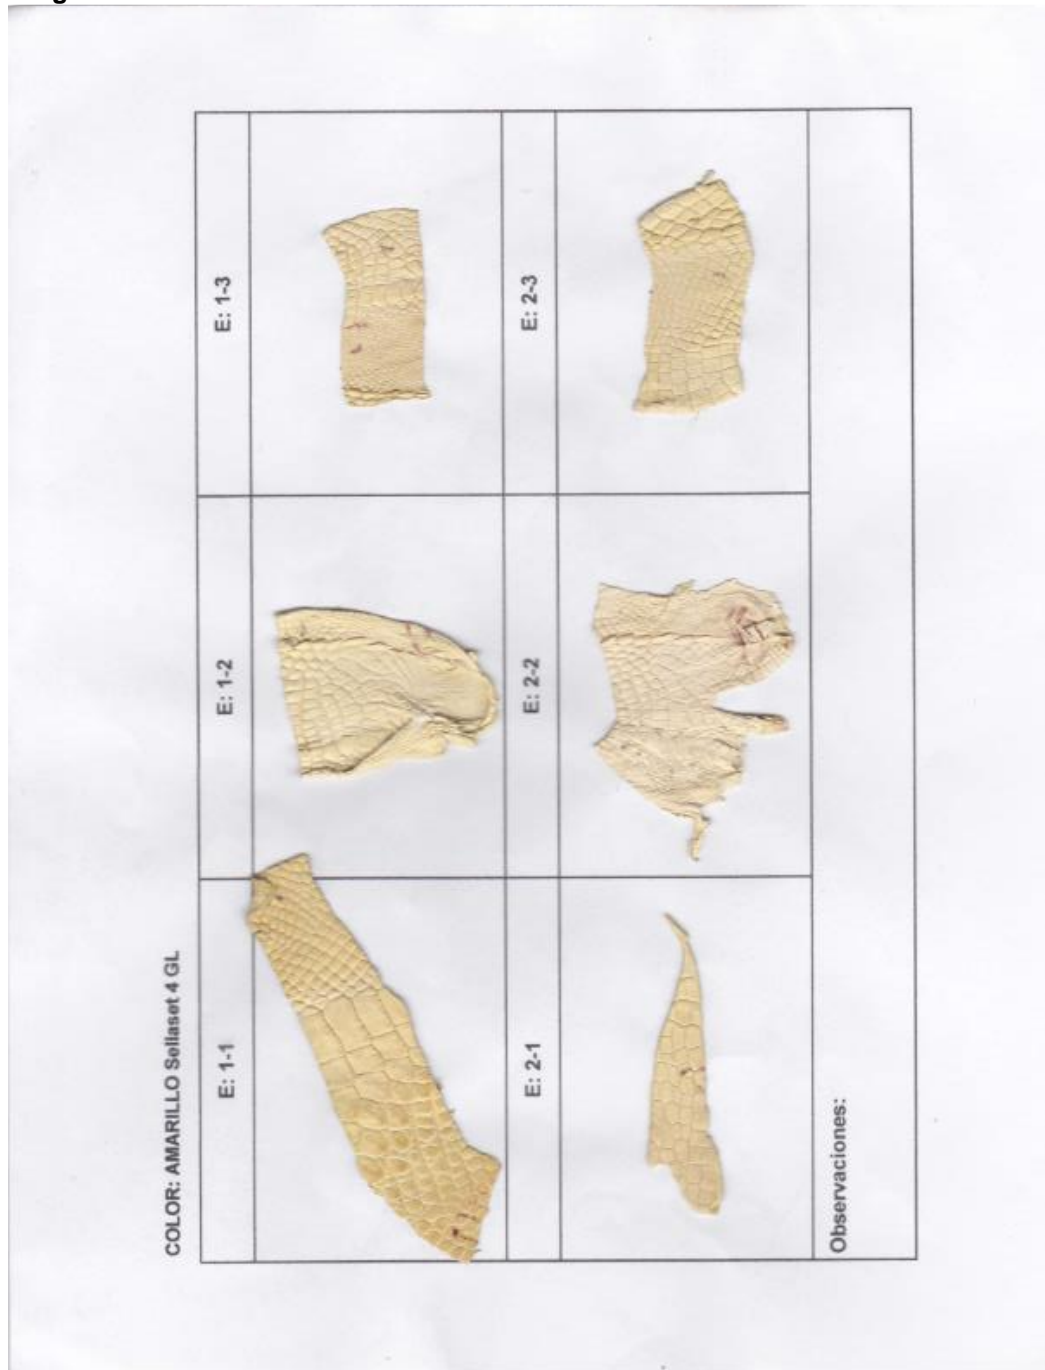 COLOR: AMARILLO Sellaset 4 GL
E: 1-1
E: 1-2
E: 1-3
E: 2-1
E: 2-2
E: 2-3
Observaciones: